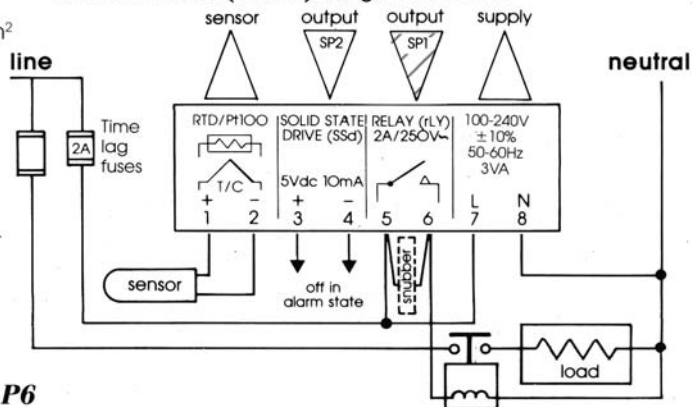 sensor output output supply
SP2 SP1
line neutral
2A Time lag fuses
RTD/Pt100 SOLID STATE DRIVE (SSd) RELAY (rLY) 2A/250V~ 100-240V ±10% 50-60Hz 3VA
T/C 5Vdc 10mA
+ - + - L N
1 2 3 4 5 6 7 8
sensor
off in alarm state
snubber
load
P6